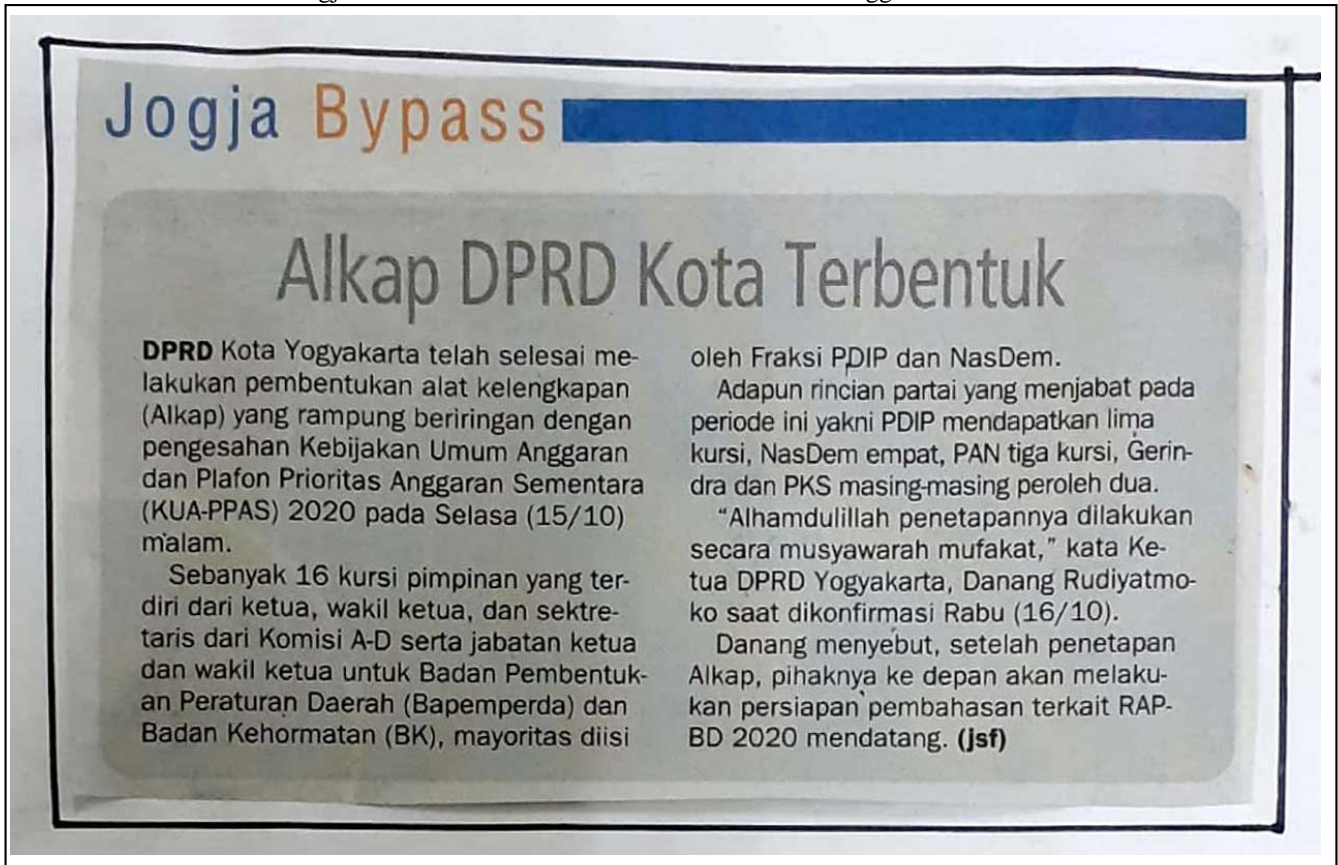 Jogja Bypass
Alkap DPRD Kota Terbentuk
DPRD Kota Yogyakarta telah selesai me-
lakukan pembentukan alat kelengkapan
(Alkap) yang rampung beriringan dengan
pengesahan Kebijakan Umum Anggaran
dan Plafon Prioritas Anggaran Sementara
(KUA-PPAS) 2020 pada Selasa (15/10)
malam.
Sebanyak 16 kursi pimpinan yang ter-
diri dari ketua, wakil ketua, dan sektre-
taris dari Komisi A-D serta jabatan ketua
dan wakil ketua untuk Badan Pembentuk-
an Peraturan Daerah (Bapemperda) dan
Badan Kehormatan (BK), mayoritas diisi
oleh Fraksi PDIP dan NasDem.
Adapun rincian partai yang menjabat pada
periode ini yakni PDIP mendapatkan lima
kursi, NasDem empat, PAN tiga kursi, Gerin-
dra dan PKS masing-masing peroleh dua.
"Alhamdulillah penetapannya dilakukan
secara musyawarah mufakat," kata Ke-
tua DPRD Yogyakarta, Danang Rudiyatmo-
ko saat dikonfirmasi Rabu (16/10).
Danang menyebut, setelah penetapan
Alkap, pihaknya ke depan akan melaku-
kan persiapan pembahasan terkait RAP-
BD 2020 mendatang. (jsf)